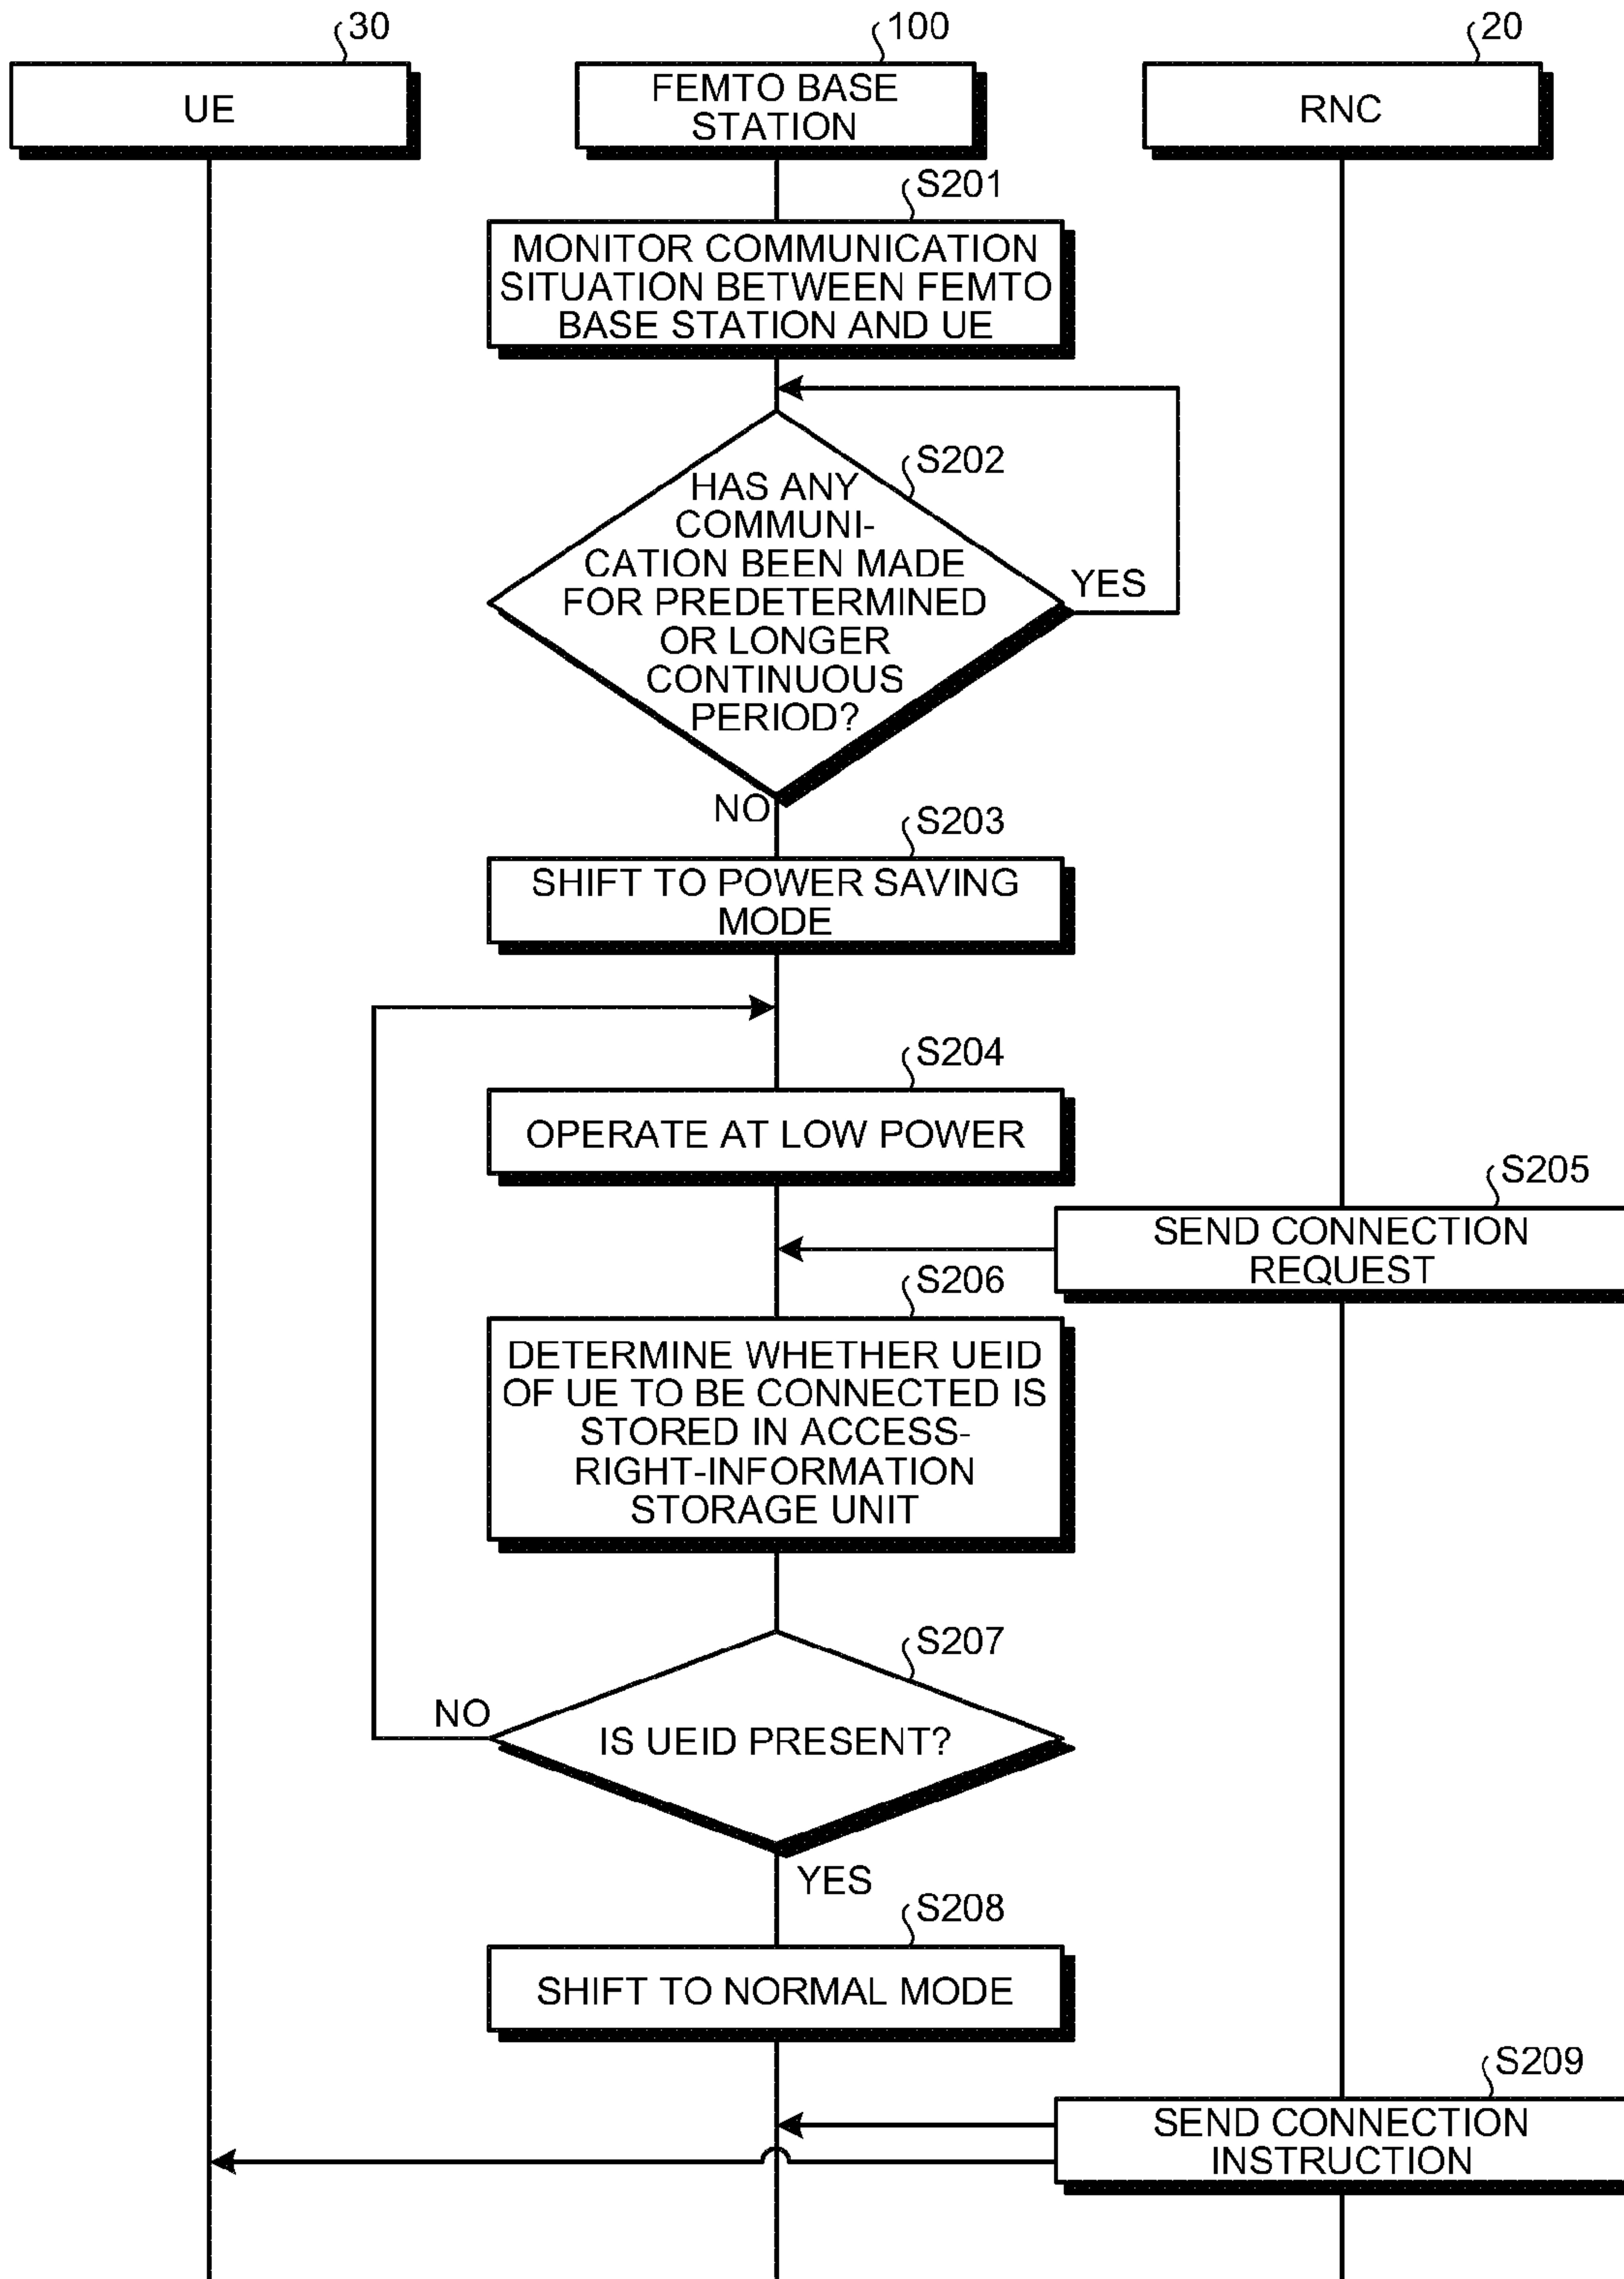 30
100
20
UE
FEMTO BASE
STATION
RNC
S201
MONITOR COMMUNICATION
SITUATION BETWEEN FEMTO
BASE STATION AND UE
S202
HAS ANY
COMMUNI-
CATION BEEN MADE
FOR PREDETERMINED
OR LONGER
CONTINUOUS
PERIOD?
YES
NO
S203
SHIFT TO POWER SAVING
MODE
S204
OPERATE AT LOW POWER
S205
SEND CONNECTION
REQUEST
S206
DETERMINE WHETHER UEID
OF UE TO BE CONNECTED IS
STORED IN ACCESS-
RIGHT-INFORMATION
STORAGE UNIT
S207
NO
IS UEID PRESENT?
YES
S208
SHIFT TO NORMAL MODE
S209
SEND CONNECTION
INSTRUCTION